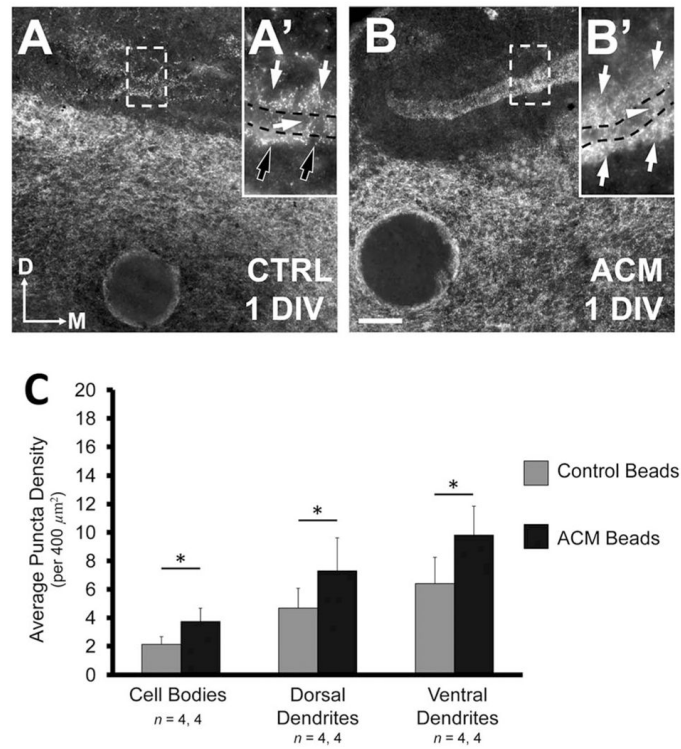 A
A'
B
B'
D
M
CTRL
1 DIV
ACM
1 DIV
C
Average Puncta Density
(per 400 μm²)
20
18
16
14
12
10
8
6
4
2
0
*
*
*
Control Beads
ACM Beads
Cell Bodies
n = 4, 4
Dorsal
Dendrites
n = 4, 4
Ventral
Dendrites
n = 4, 4